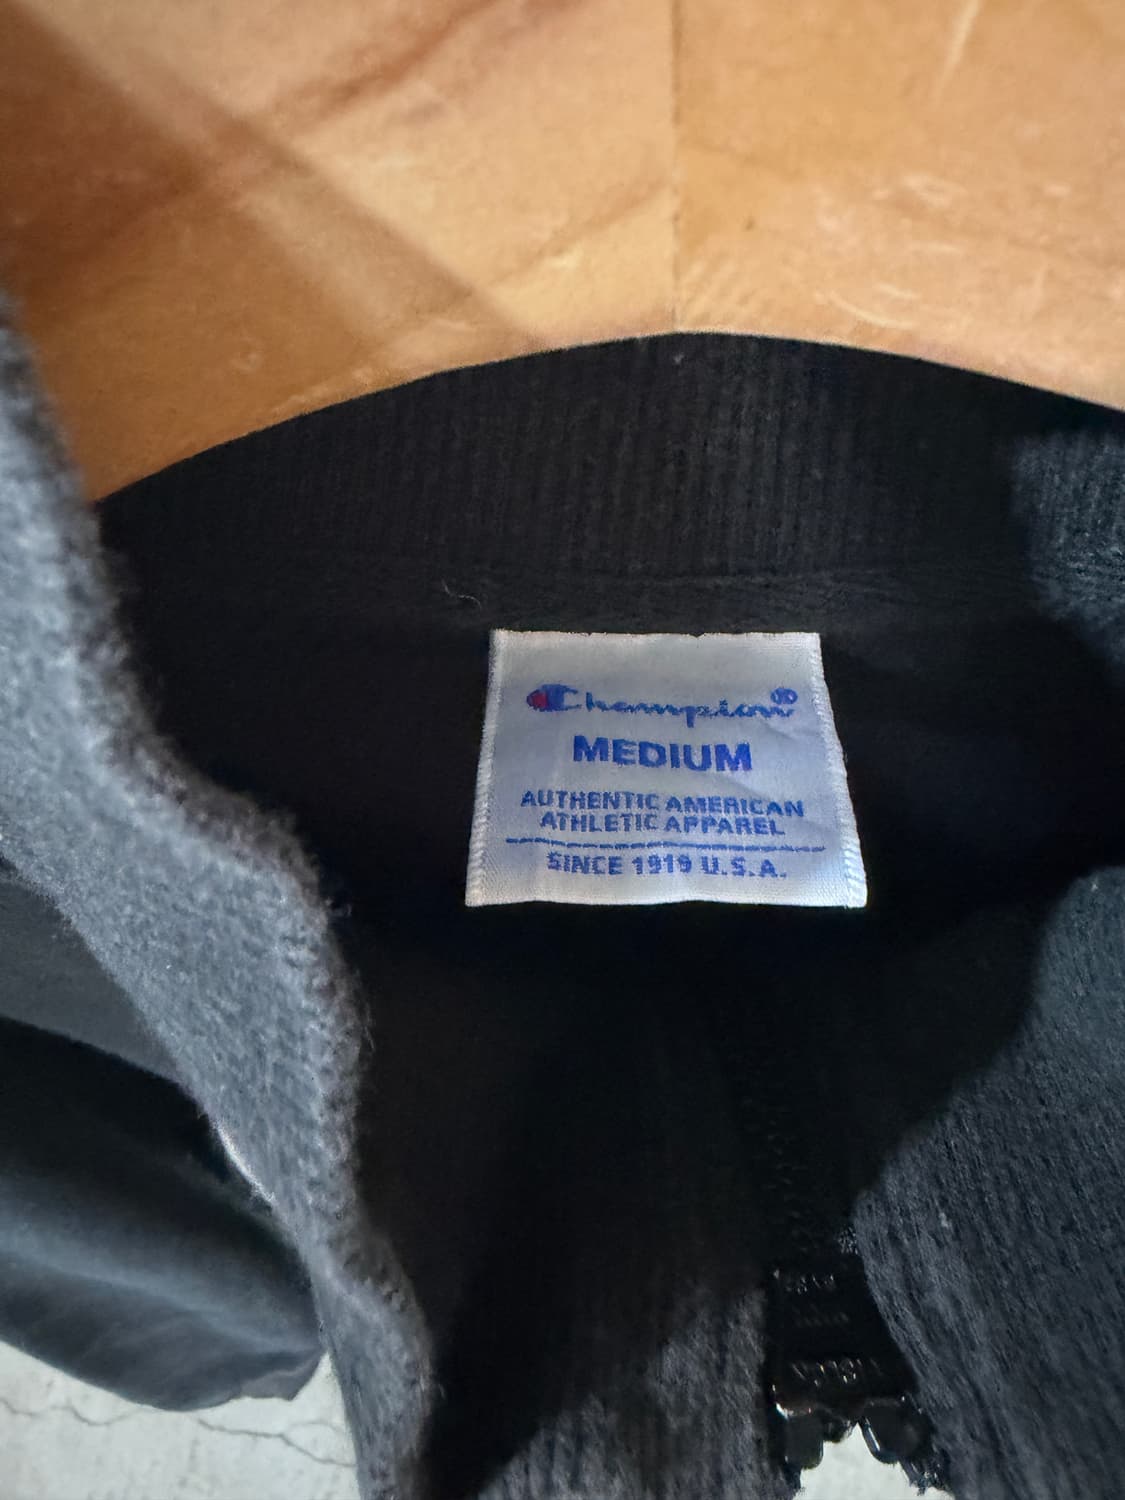 Champion®
MEDIUM
AUTHENTIC AMERICAN
ATHLETIC APPAREL
SINCE 1919 U.S.A.